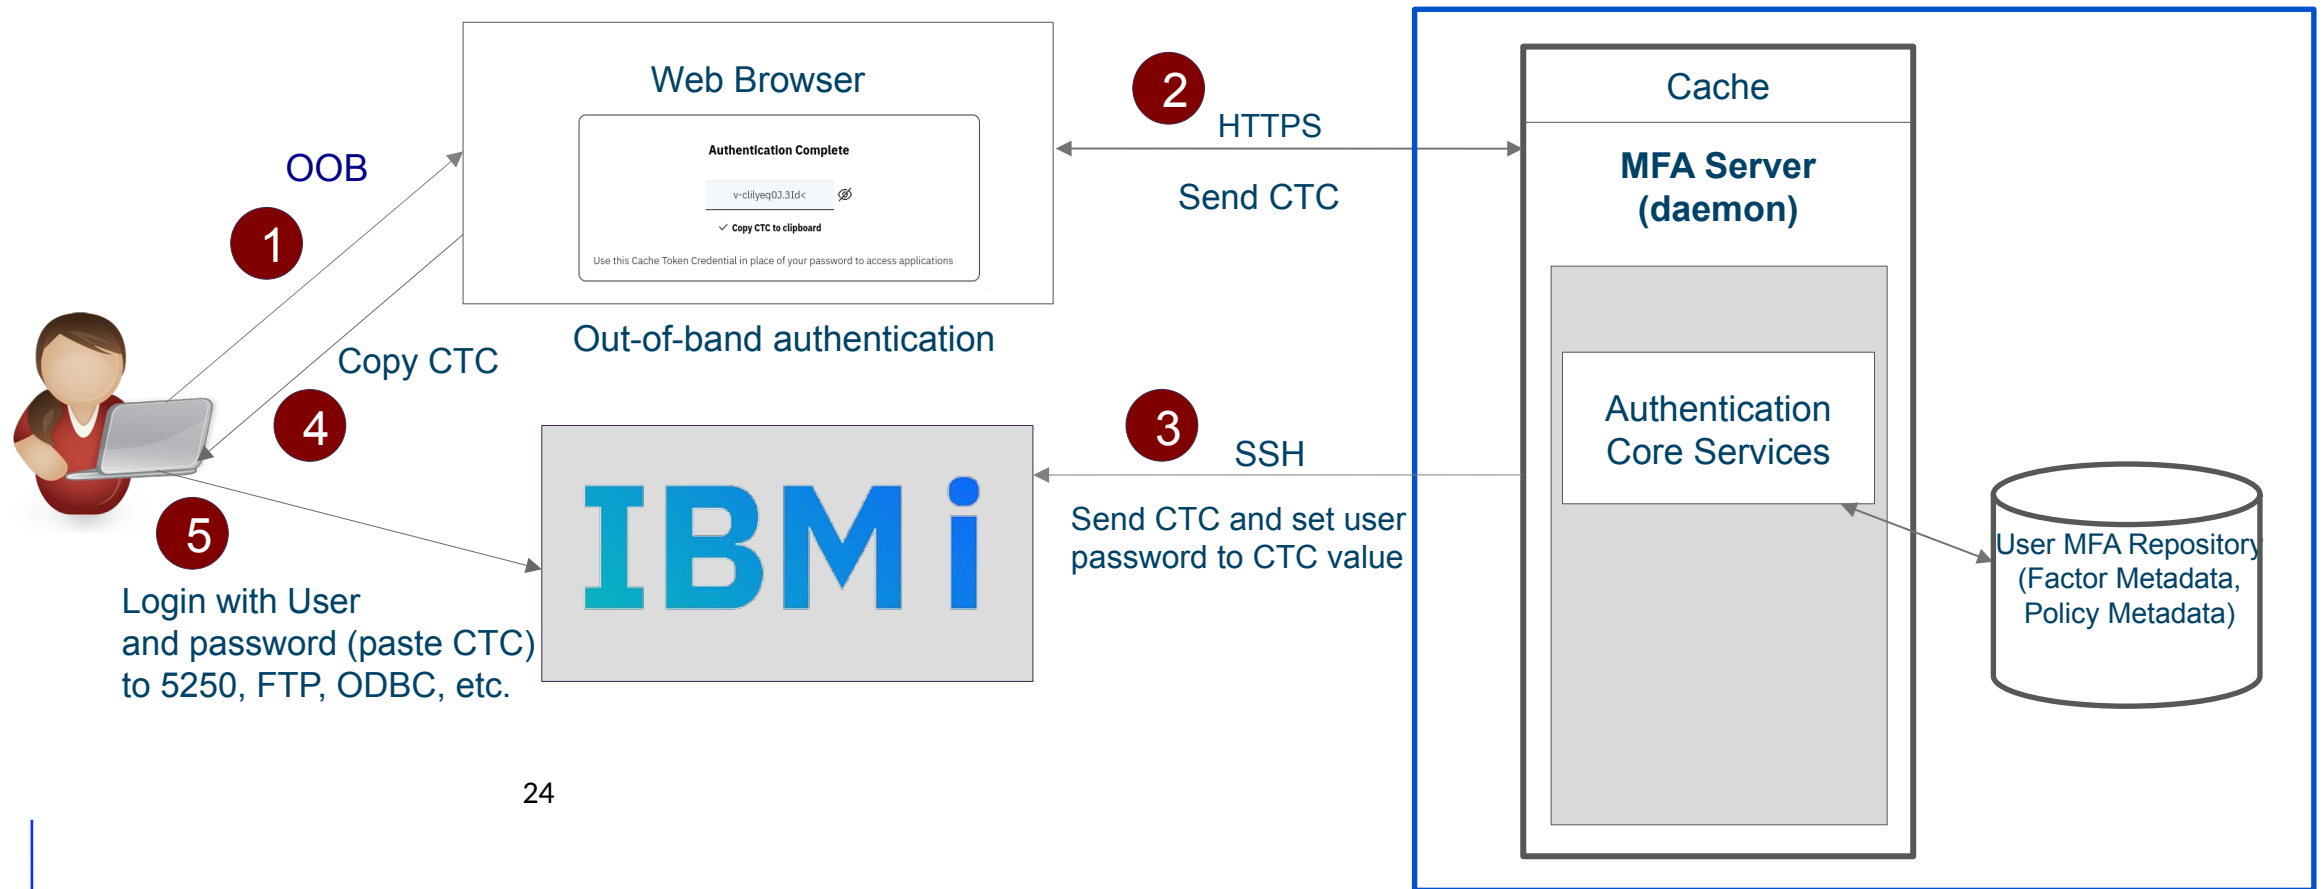 Web Browser
Authentication Complete
v-clilyeq0J.3Id<
✓ Copy CTC to clipboard
Use this Cache Token Credential in place of your password to access applications
Out-of-band authentication
OOB
1
Copy CTC
4
2
HTTPS
Send CTC
3
SSH
Send CTC and set user
password to CTC value
IBM i
5
Login with User
and password (paste CTC)
to 5250, FTP, ODBC, etc.
Cache
MFA Server
(daemon)
Authentication
Core Services
User MFA Repository
(Factor Metadata,
Policy Metadata)
24